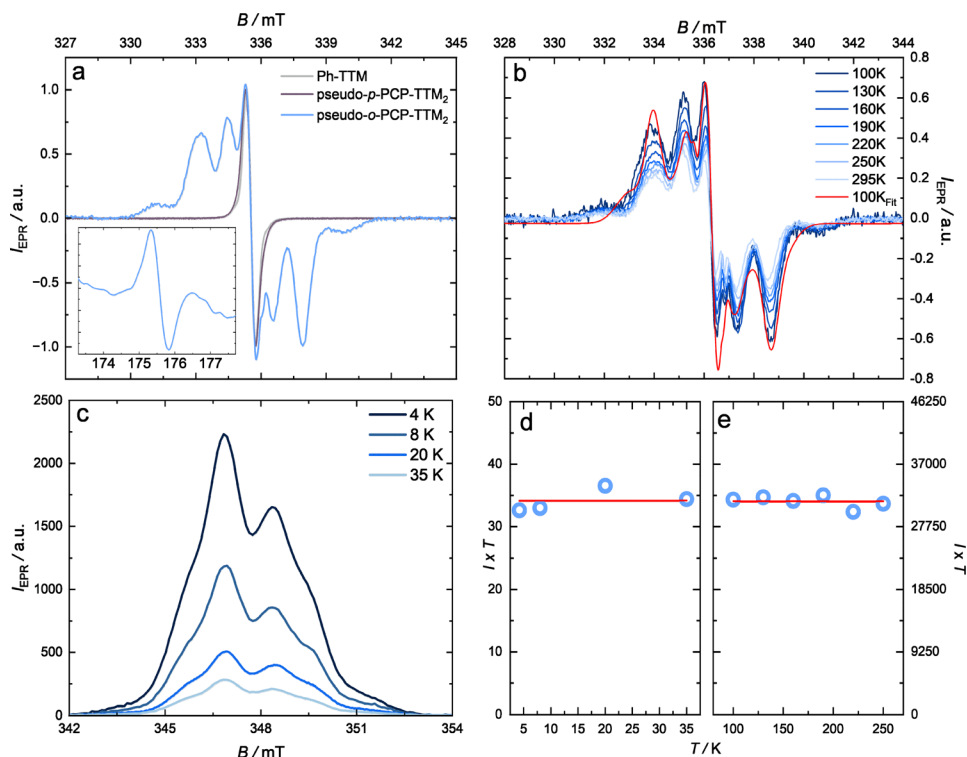 B / mT
327 330 333 336 339 342 345
a
Ph-TTM
pseudo-p-PCP-TTM₂
pseudo-o-PCP-TTM₂
1.0
0.5
0.0
−0.5
−1.0
I_EPR / a.u.
174 175 176 177
B / mT
328 330 332 334 336 338 340 342 344
b
100K
130K
160K
190K
220K
250K
295K
100K_Fit
0.8
0.6
0.4
0.2
0.0
-0.2
-0.4
-0.6
-0.8
I_EPR / a.u.
c
4 K
8 K
20 K
35 K
2500
2000
1500
1000
500
0
I_EPR / a.u.
342 345 348 351 354
B / mT
d
50
40
30
20
10
0
I x T
5 10 15 20 25 30 35
e
46250
37000
27750
18500
9250
0
I x T
100 150 200 250
T / K